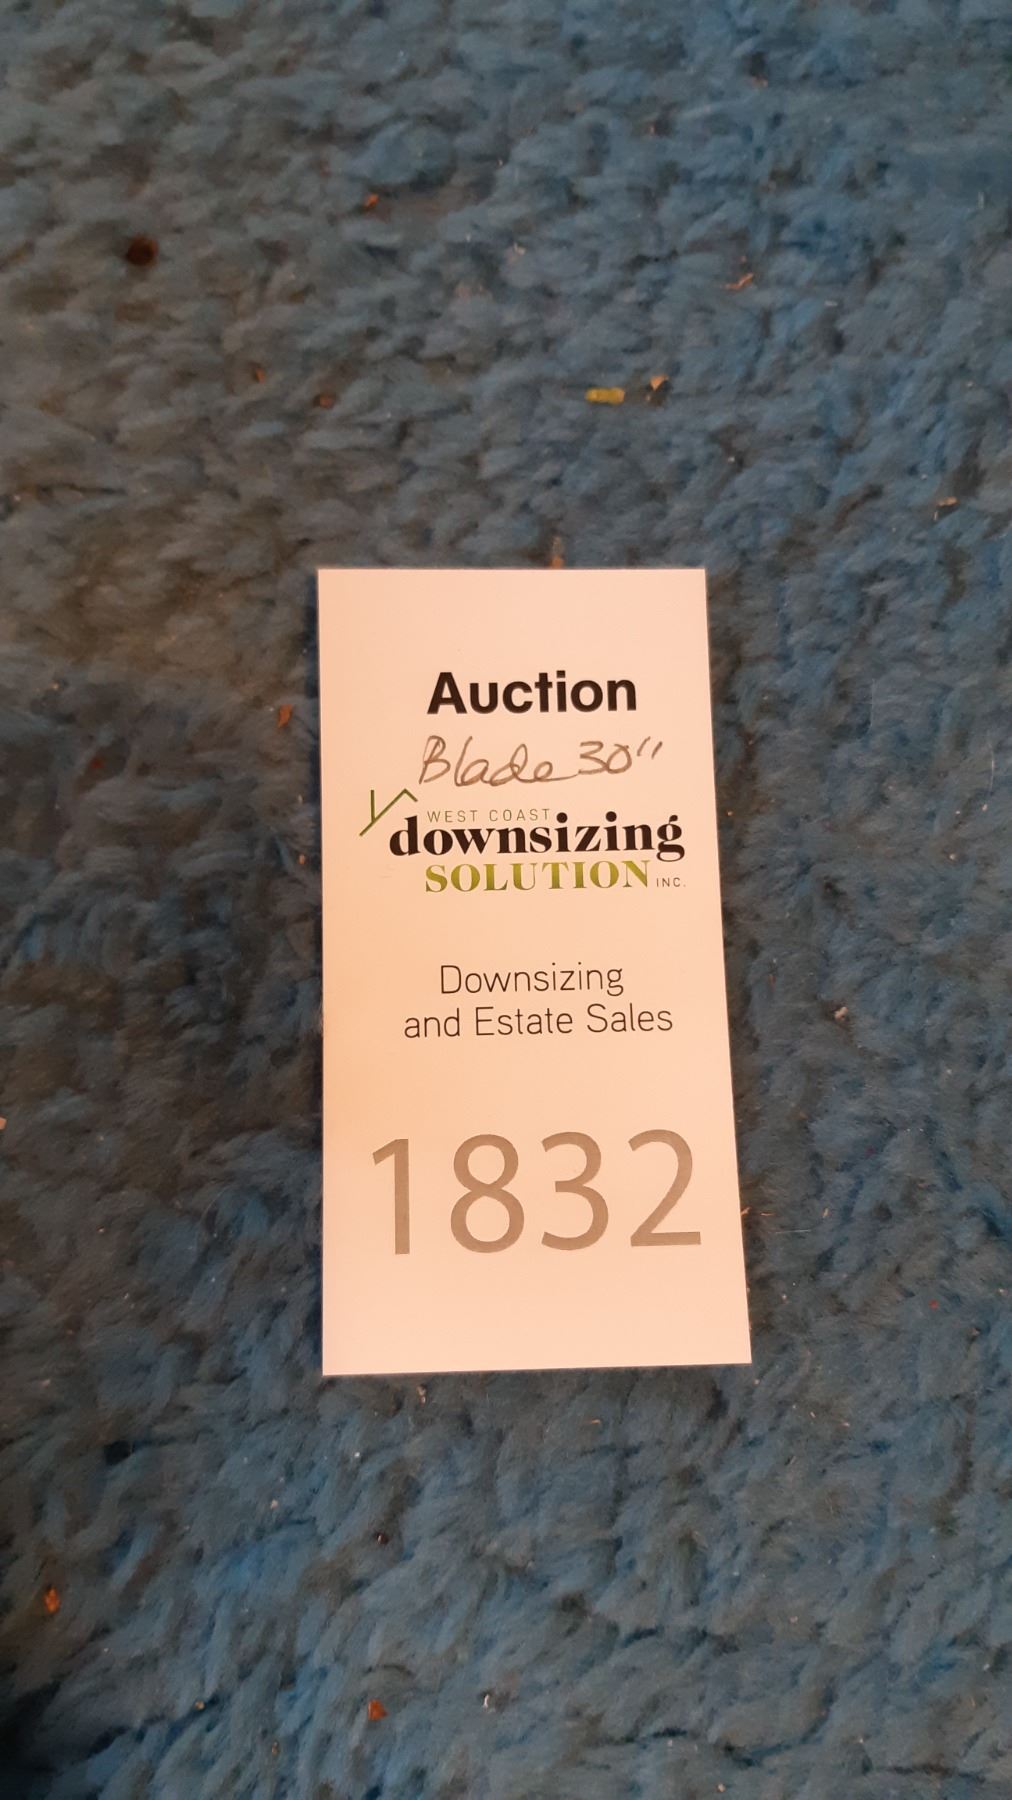 Auction
Blade 30"
WEST COAST
downsizing
SOLUTION INC.
Downsizing
and Estate Sales
1832